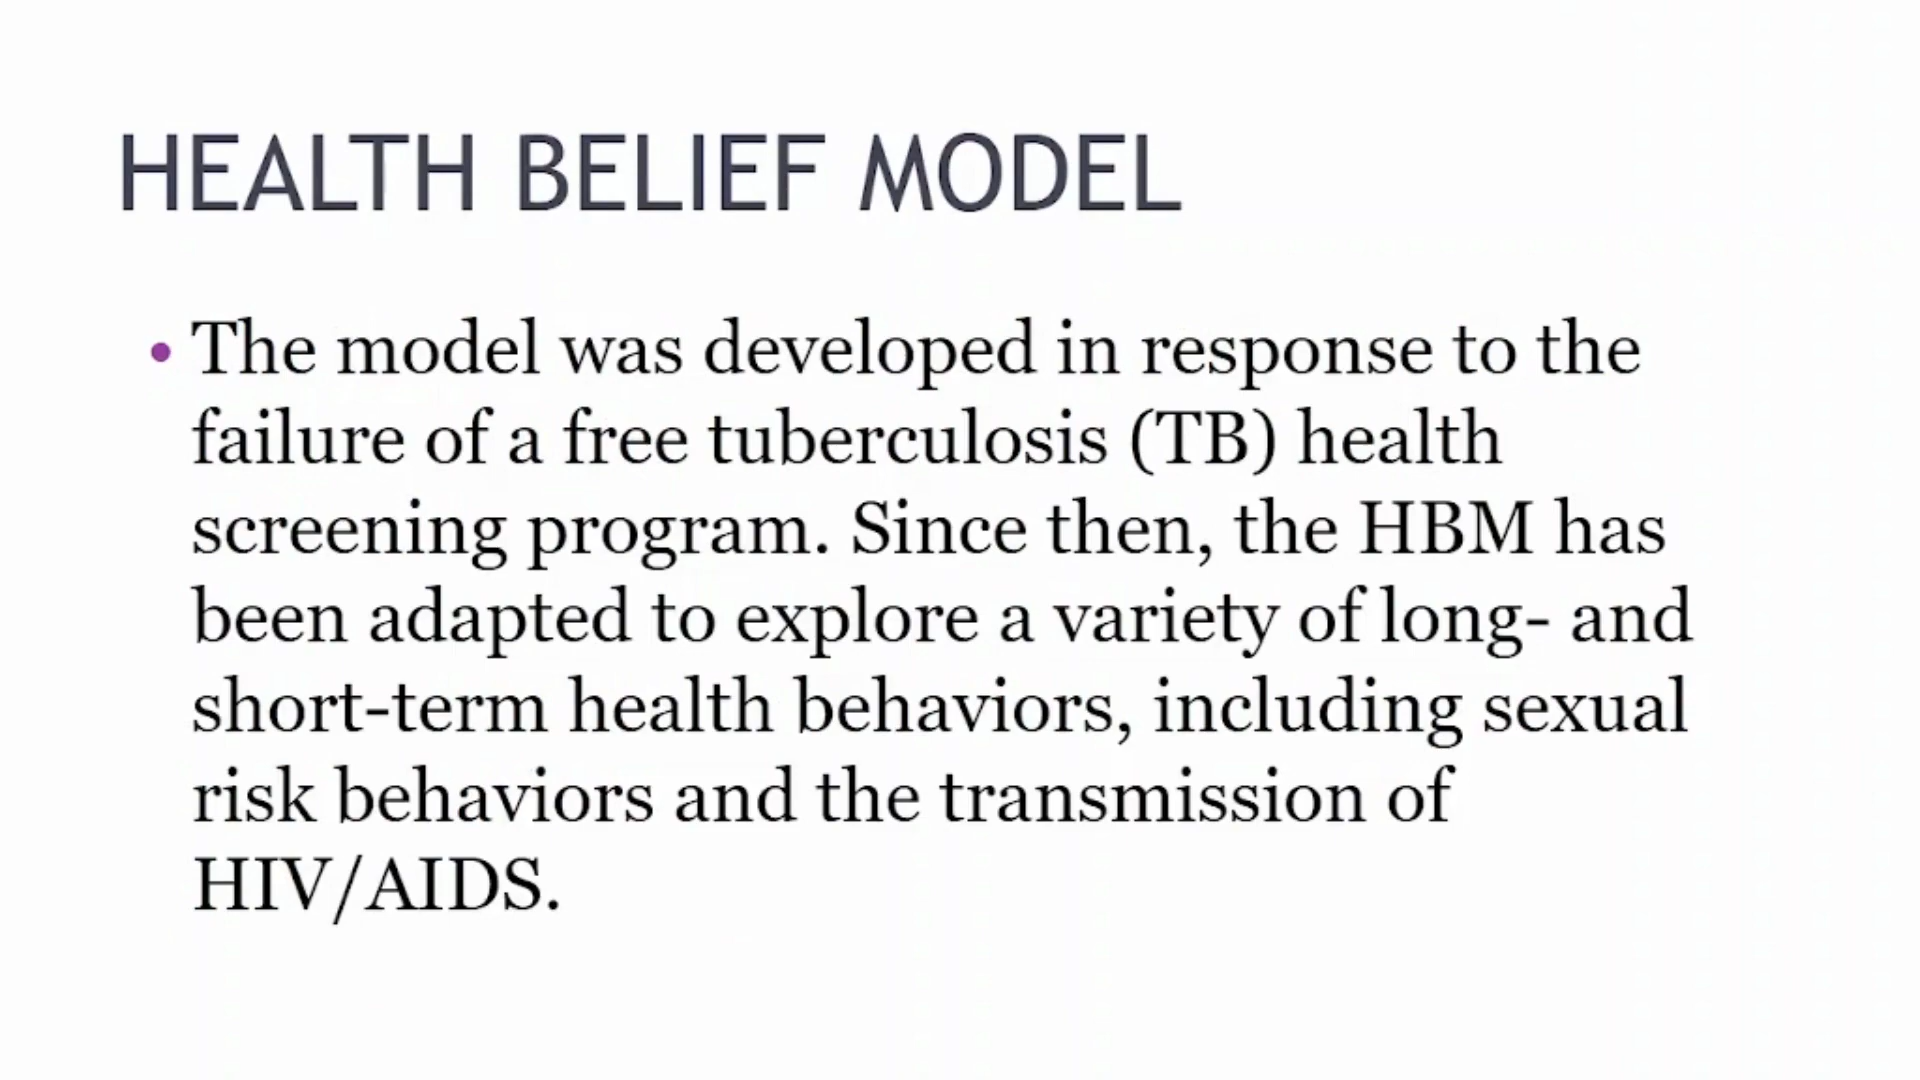 HEALTH BELIEF MODEL
• The model was developed in response to the
failure of a free tuberculosis (TB) health
screening program. Since then, the HBM has
been adapted to explore a variety of long- and
short-term health behaviors, including sexual
risk behaviors and the transmission of
HIV/AIDS.